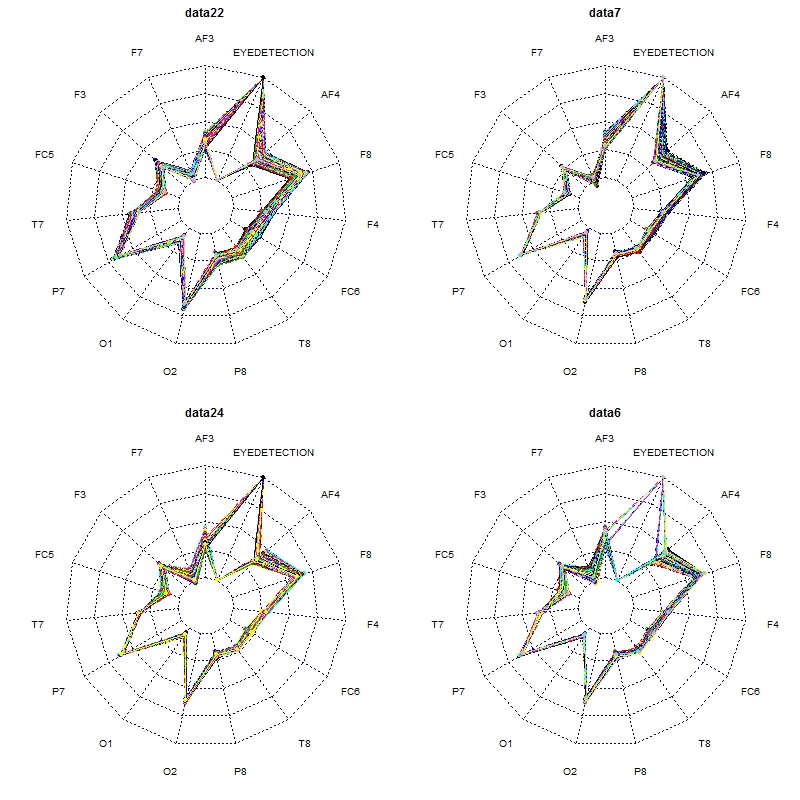 data22
AF3
EYEDETECTION
F7
AF4
F3
F8
FC5
F4
T7
FC6
P7
T8
O1
P8
O2
data7
AF3
EYEDETECTION
F7
AF4
F3
F8
FC5
F4
T7
FC6
P7
T8
O1
P8
O2
data24
AF3
EYEDETECTION
F7
AF4
F3
F8
FC5
F4
T7
FC6
P7
T8
O1
P8
O2
data6
AF3
EYEDETECTION
F7
AF4
F3
F8
FC5
F4
T7
FC6
P7
T8
O1
P8
O2